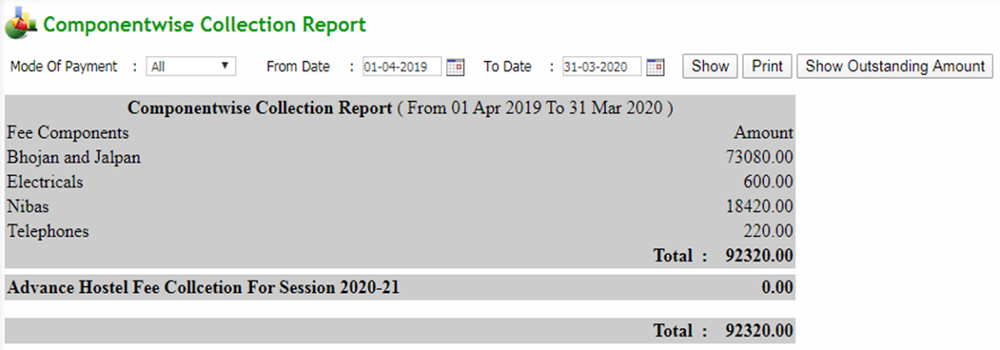 Componentwise Collection Report
Mode Of Payment : All From Date : 01-04-2019 To Date : 31-03-2020 Show Print Show Outstanding Amount
Componentwise Collection Report ( From 01 Apr 2019 To 31 Mar 2020 )
Fee Components Amount
Bhojan and Jalpan 73080.00
Electricals 600.00
Nibas 18420.00
Telephones 220.00
Total : 92320.00
Advance Hostel Fee Collcetion For Session 2020-21 0.00
Total : 92320.00